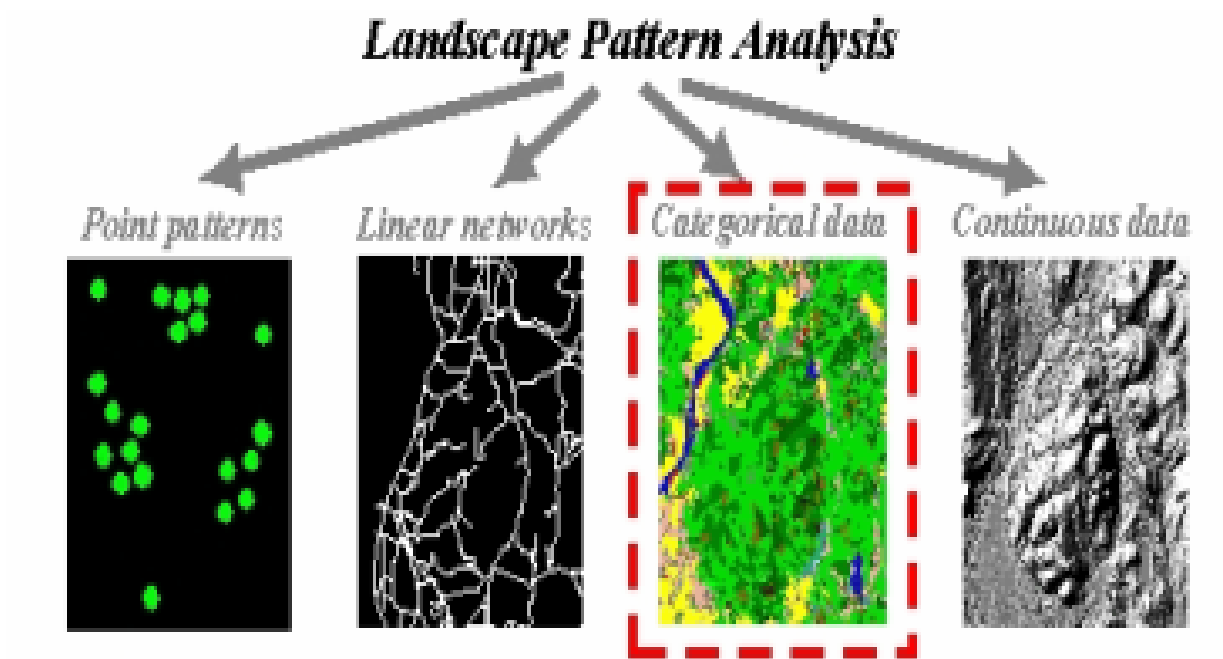 Landscape Pattern Analysis
Point patterns
Linear networks
Categorical data
Continuous data